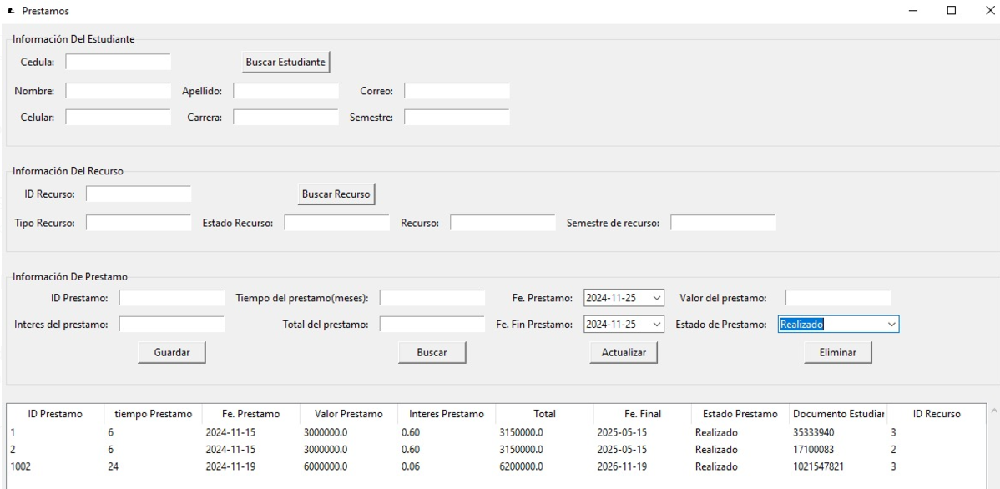 Prestamos
Información Del Estudiante
Cedula: Buscar Estudiante
Nombre: Apellido: Correo:
Celular: Carrera: Semestre:
Información Del Recurso
ID Recurso: Buscar Recurso
Tipo Recurso: Estado Recurso: Recurso: Semestre de recurso:
Información De Prestamo
ID Prestamo: Tiempo del prestamo(meses): Fe. Prestamo: 2024-11-25 Valor del prestamo:
Interes del prestamo: Total del prestamo: Fe. Fin Prestamo: 2024-11-25 Estado de Prestamo: Realizado
Guardar Buscar Actualizar Eliminar
ID Prestamo tiempo Prestamo Fe. Prestamo Valor Prestamo Interes Prestamo Total Fe. Final Estado Prestamo Documento Estudiar ID Recurso
1 6 2024-11-15 3000000.0 0.60 3150000.0 2025-05-15 Realizado 35333940 3
2 6 2024-11-15 3000000.0 0.60 3150000.0 2025-05-15 Realizado 17100083 2
1002 24 2024-11-19 6000000.0 0.06 6200000.0 2026-11-19 Realizado 1021547821 3